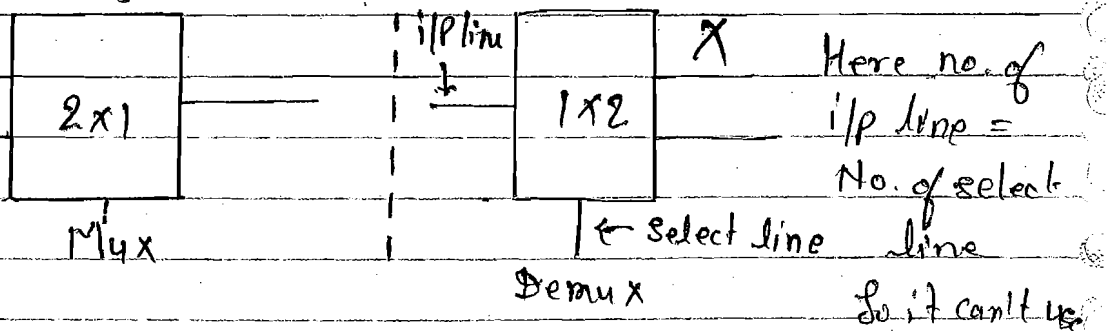 2x1
Mux
i/p line
1x2
X
← select line
Demux
Here no. of
i/p line =
No. of select
line
So it can't use